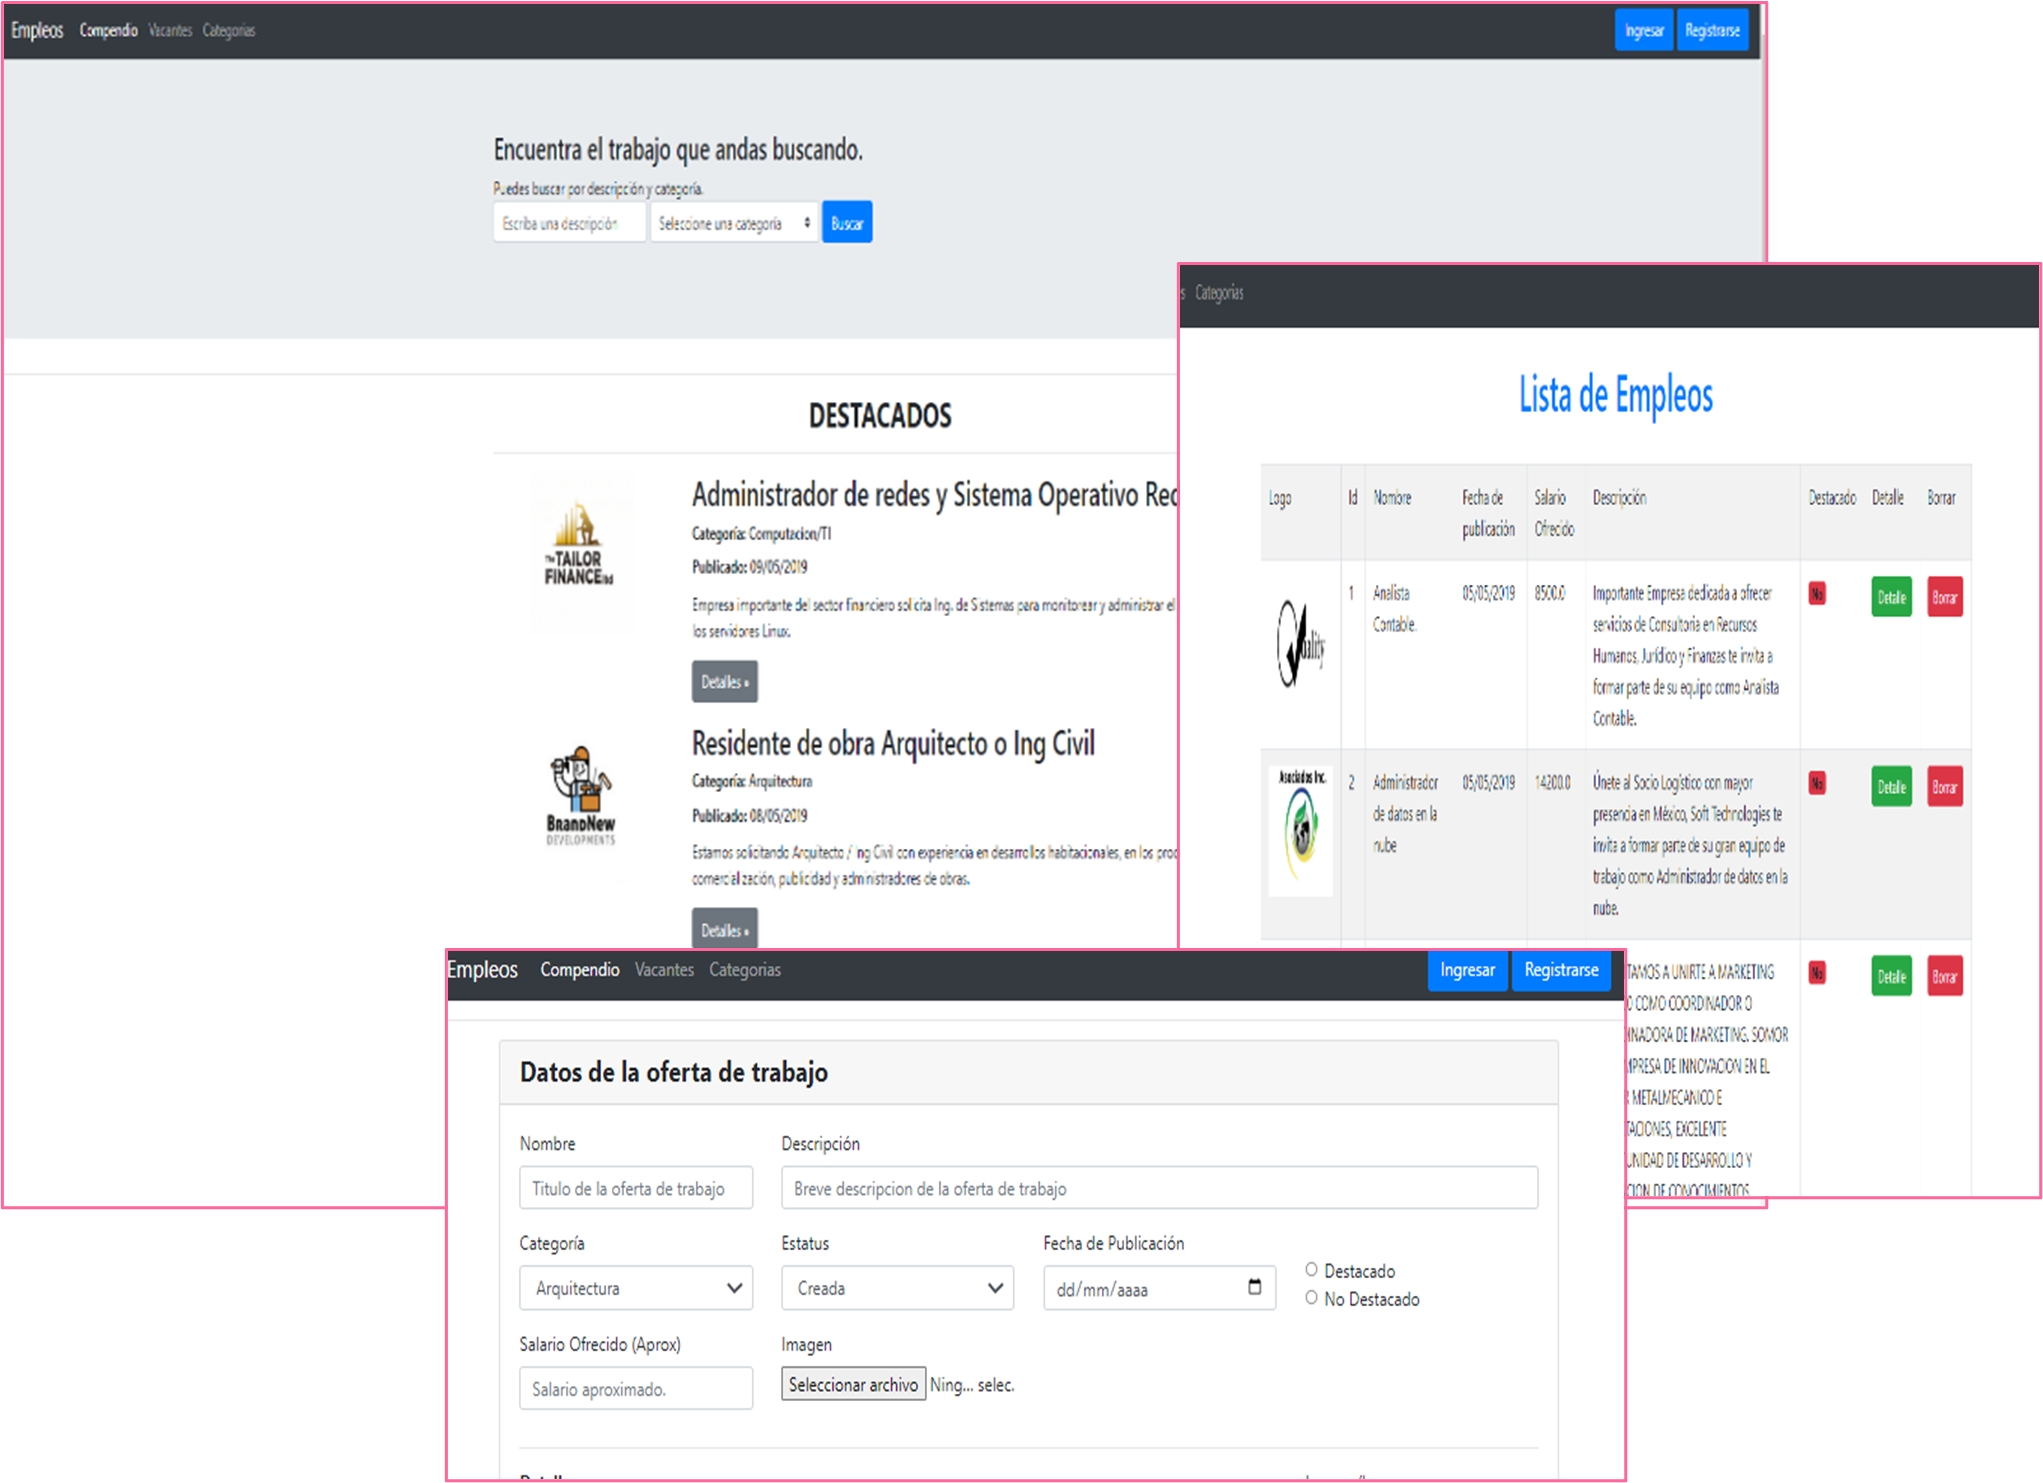 Empleos Compendio Vacantes Categorias Ingresar Registrarse
Encuentra el trabajo que andas buscando.
Puedes buscar por descripción y categoría.
Escriba una descripción Seleccione una categoría Buscar
DESTACADOS
The TAILOR
FINANCE ltd
Administrador de redes y Sistema Operativo Red
Categoría: Computacion/TI
Publicado: 09/05/2019
Empresa importante del sector financiero solicita Ing. de Sistemas para monitorear y administrar el
los servidores Linux.
Detalles »
BrandNew
DEVELOPMENTS
Residente de obra Arquitecto o Ing Civil
Categoría: Arquitectura
Publicado: 08/05/2019
Estamos solicitando Arquitecto / Ing Civil con experiencia en desarrollos habitacionales, en los proc
comercialización, publicidad y administradores de obras.
Detalles »
s Categorias
Lista de Empleos
Logo Id Nombre Fecha de publicación Salario Ofrecido Descripción Destacado Detalle Borrar
Quality
1 Analista Contable. 05/05/2019 8500.0
Importante Empresa dedicada a ofrecer
servicios de Consultoria en Recursos
Humanos, Jurídico y Finanzas te invita a
formar parte de su equipo como Analista
Contable.
No Detalle Borrar
Asociados Inc.
2 Administrador de datos en la nube 05/05/2019 14200.0
Únete al Socio Logístico con mayor
presencia en México, Soft Technologies te
invita a formar parte de su gran equipo de
trabajo como Administrador de datos en la
nube.
No Detalle Borrar
TAMOS A UNIRTE A MARKETING
O COMO COORDINADOR O
INADORA DE MARKETING. SOMOR
MPRESA DE INNOVACION EN EL
R METALMECANICO E
TACIONES, EXCELENTE
UNIDAD DE DESARROLLO Y
CION DE CONOCIMIENTOS
No Detalle Borrar
Empleos Compendio Vacantes Categorias Ingresar Registrarse
Datos de la oferta de trabajo
Nombre Descripción
Titulo de la oferta de trabajo Breve descripcion de la oferta de trabajo
Categoría Estatus Fecha de Publicación
Arquitectura Creada dd/mm/aaaa
Destacado
No Destacado
Salario Ofrecido (Aprox) Imagen
Salario aproximado. Seleccionar archivo Ning... selec.